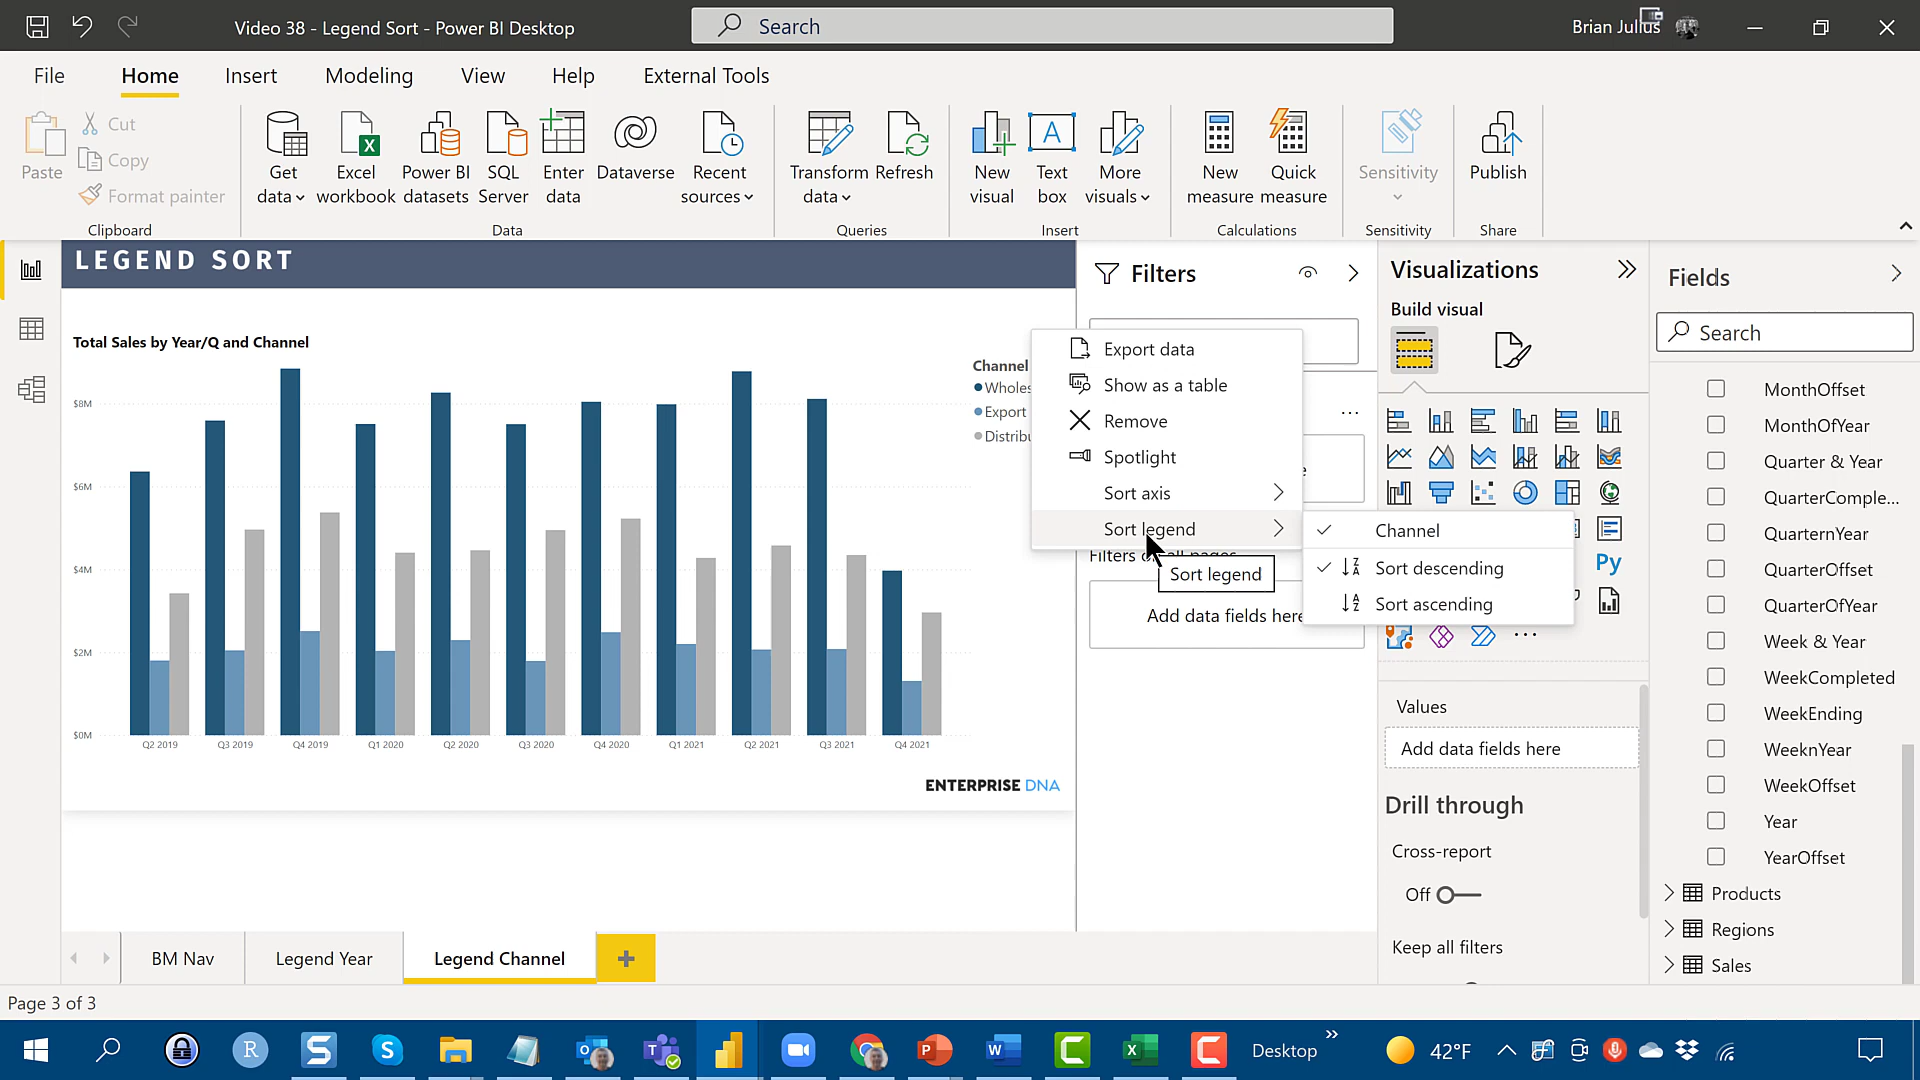 Video 38 - Legend Sort - Power BI Desktop
Search
Brian Julius
File
Home
Insert
Modeling
View
Help
External Tools
Paste
Cut
Copy
Format painter
Clipboard
Get data
Excel workbook
Power BI datasets
SQL Server
Enter data
Dataverse
Recent sources
Data
Transform data
Refresh
Queries
New visual
Text box
More visuals
Insert
New measure
Quick measure
Calculations
Sensitivity
Sensitivity
Publish
Share
LEGEND SORT
Total Sales by Year/Q and Channel
$8M
$6M
$4M
$2M
$0M
Q2 2019
Q3 2019
Q4 2019
Q1 2020
Q2 2020
Q3 2020
Q4 2020
Q1 2021
Q2 2021
Q3 2021
Q4 2021
Channel
Export
ENTERPRISE DNA
Filters
Export data
Show as a table
Remove
Spotlight
Sort axis
Sort legend
Sort legend
Channel
Sort descending
Sort ascending
Add data fields here
Visualizations
Build visual
Py
Values
Add data fields here
Drill through
Cross-report
Off
Keep all filters
Fields
Search
MonthOffset
MonthOfYear
Quarter & Year
QuarterComple...
QuarternYear
QuarterOffset
QuarterOfYear
Week & Year
WeekCompleted
WeekEnding
WeeknYear
WeekOffset
Year
YearOffset
Products
Regions
Sales
BM Nav
Legend Year
Legend Channel
Page 3 of 3
Desktop
42°F